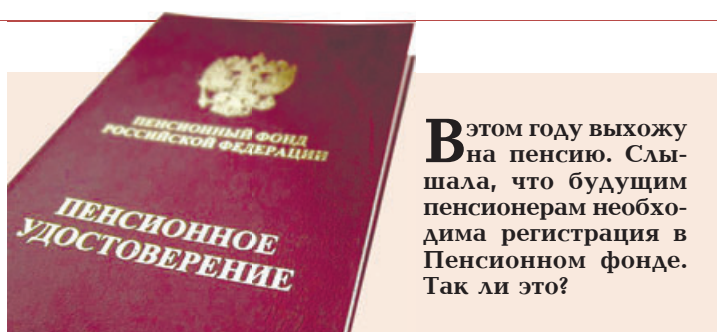 ПЕНСИОННЫЙ ФОНД
РОССИЙСКОЙ ФЕДЕРАЦИИ
ПЕНСИОННОЕ
УДОСТОВЕРЕНИЕ
В этом году выхожу
на пенсию. Слы-
шала, что будущим
пенсионерам необхо-
дима регистрация в
Пенсионном фонде.
Так ли это?